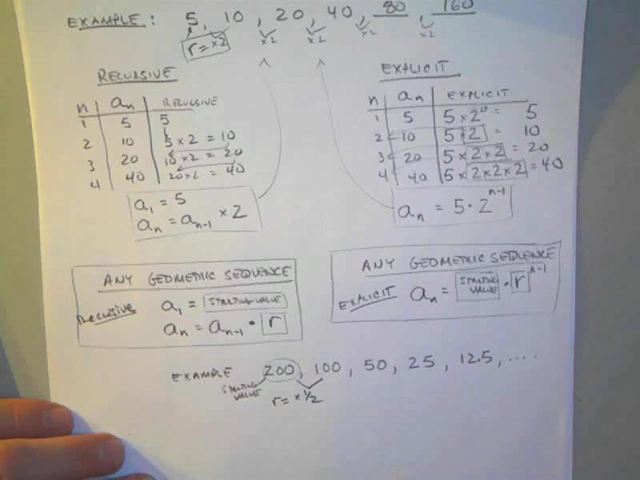 EXAMPLE: 5, 10, 20, 40, 80, 160
r = ×2 ×2 ×2 ×2 ×2
RECURSIVE
n an RECURSIVE
1 5 5
2 10 5 × 2 = 10
3 20 10 × 2 = 20
4 40 20 × 2 = 40
a1 = 5
an = an-1 × 2
EXPLICIT
n an EXPLICIT
1 5 5 × 2^0 = 5
2 10 5 × 2 = 10
3 20 5 × 2 × 2 = 20
4 40 5 × 2 × 2 × 2 = 40
an = 5 · 2^n-1
ANY GEOMETRIC SEQUENCE
RECURSIVE a1 = STARTING VALUE
an = an-1 · r
ANY GEOMETRIC SEQUENCE
EXPLICIT an = STARTING VALUE · r^n-1
EXAMPLE 200, 100, 50, 25, 12.5, ....
STARTING VALUE r = × 1/2